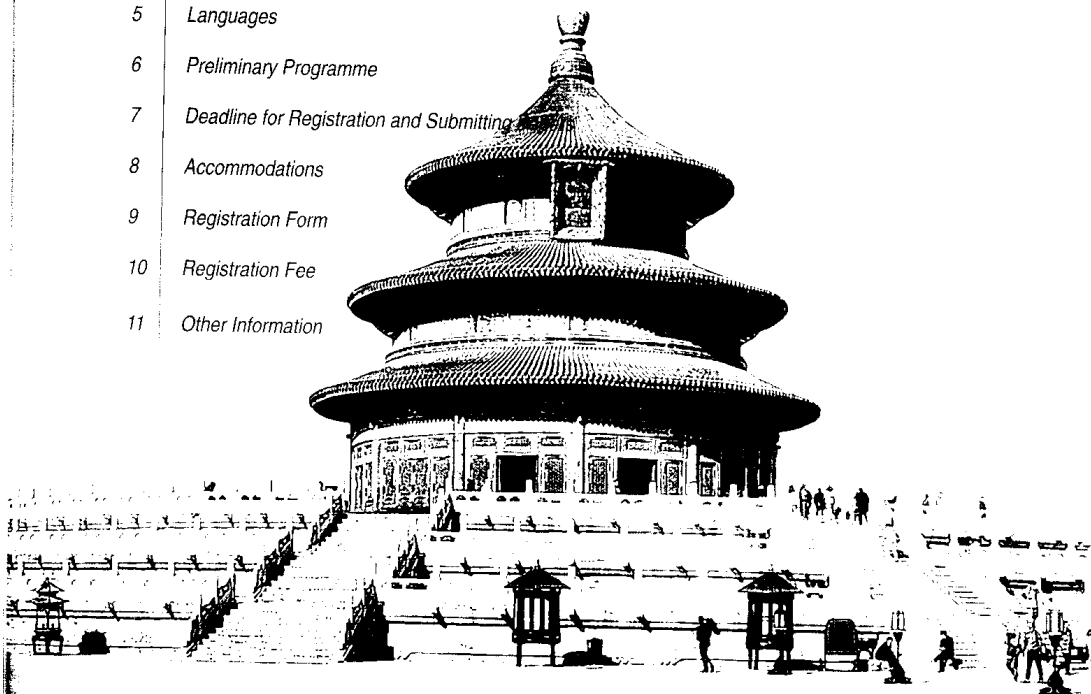 5 Languages
6 Preliminary Programme
7 Deadline for Registration and Submitting
8 Accommodations
9 Registration Form
10 Registration Fee
11 Other Information